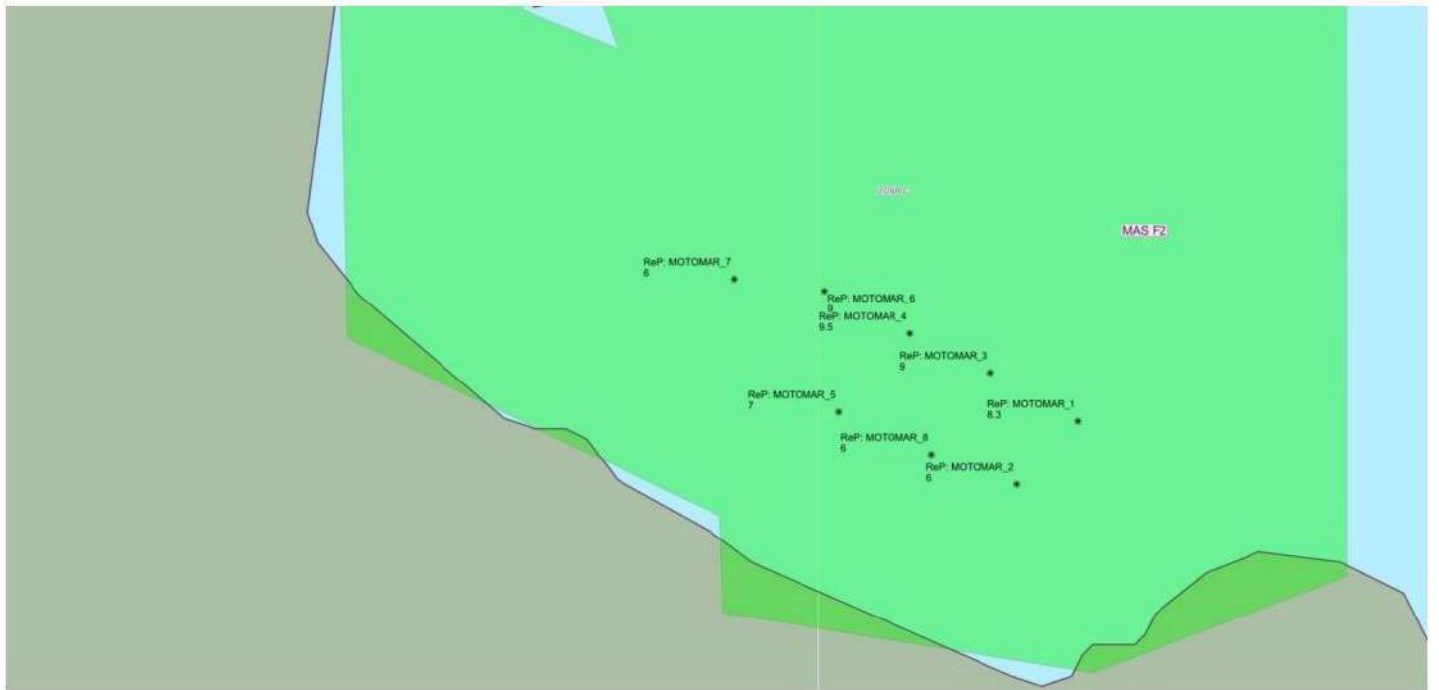 MAS F2
ReP: MOTOMAR_7
6
ReP: MOTOMAR_6
9
ReP: MOTOMAR_4
9.5
ReP: MOTOMAR_3
9
ReP: MOTOMAR_5
7
ReP: MOTOMAR_1
8.3
ReP: MOTOMAR_8
6
ReP: MOTOMAR_2
6